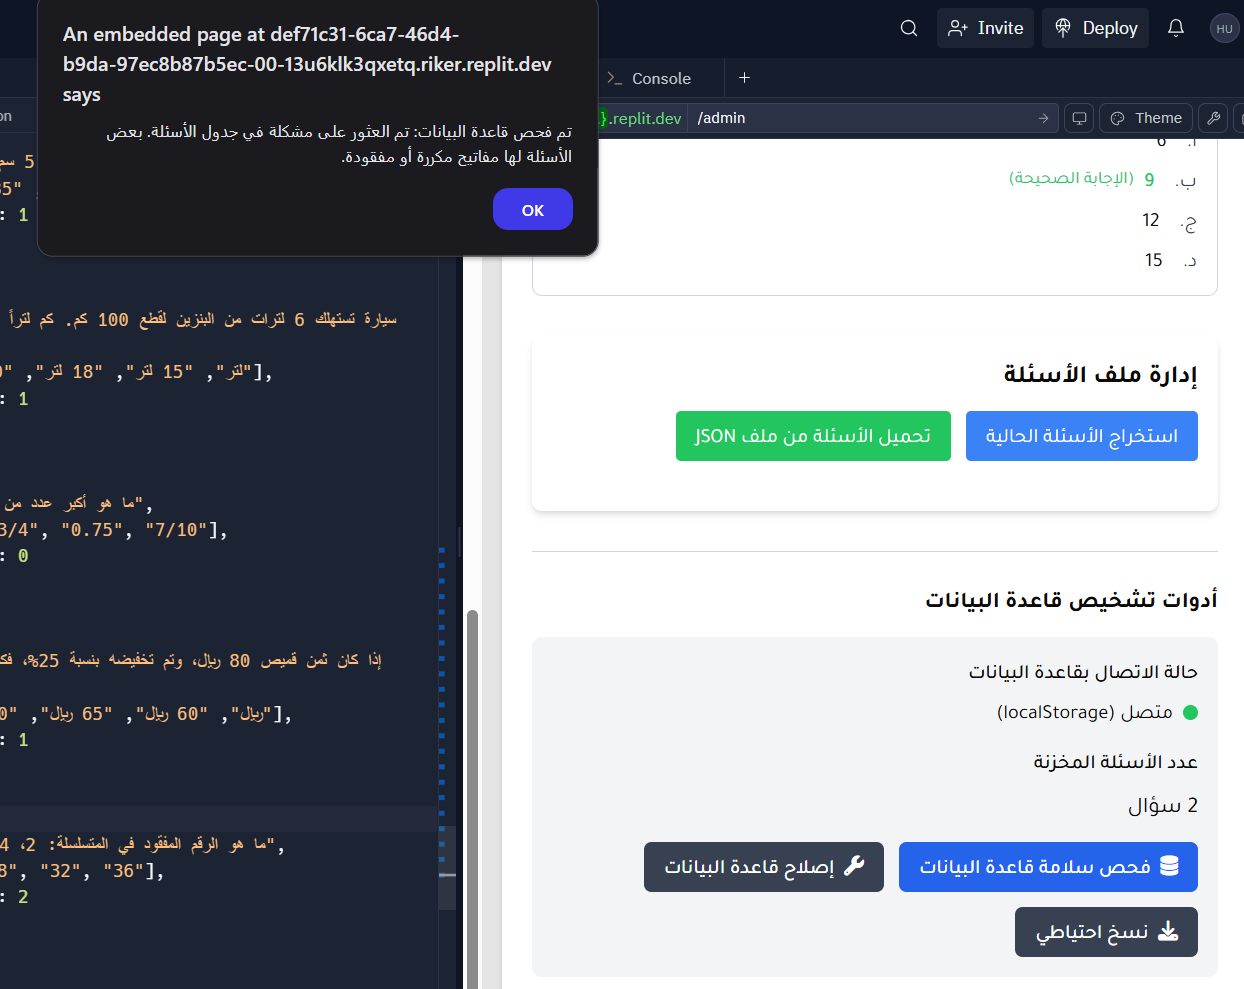 An embedded page at def71c31-6ca7-46d4-
b9da-97ec8b87b5ec-00-13u6klk3qxetq.riker.replit.dev
says
تم فحص قاعدة البيانات: تم العثور على مشكلة في جدول الأسئلة. بعض
الأسئلة لها مفاتيح مكررة أو مفقودة.
OK
Invite
Deploy
HU
Console
.replit.dev
/admin
Theme
أ. 6
ب. 9 (الإجابة الصحيحة)
ج. 12
د. 15
إدارة ملف الأسئلة
استخراج الأسئلة الحالية
تحميل الأسئلة من ملف JSON
أدوات تشخيص قاعدة البيانات
حالة الاتصال بقاعدة البيانات
متصل (localStorage)
عدد الأسئلة المخزنة
2 سؤال
فحص سلامة قاعدة البيانات
إصلاح قاعدة البيانات
نسخ احتياطي
5 سم
35"
: 1
سيارة تستهلك 6 لترات من البنزين لقطع 100 كم. كم لتراً
لتر", "15 لتر", "18 لتر", "
: 1
ما هو أكبر عدد من",
3/4", "0.75", "7/10"],
: 0
إذا كان ثمن قميص 80 ريال، وتم تخفيضه بنسبة 25%، فك
ريال", "60 ريال", "65 ريال", "
: 1
ما هو الرقم المفقود في المتسلسلة: 2، 4",
8", "32", "36"],
: 2